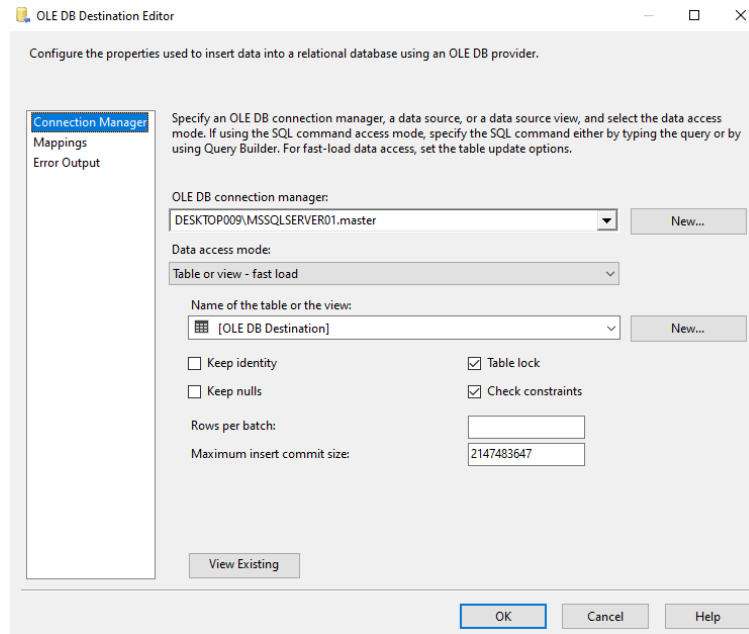 OLE DB Destination Editor
Configure the properties used to insert data into a relational database using an OLE DB provider.
Connection Manager
Mappings
Error Output
Specify an OLE DB connection manager, a data source, or a data source view, and select the data access
mode. If using the SQL command access mode, specify the SQL command either by typing the query or by
using Query Builder. For fast-load data access, set the table update options.
OLE DB connection manager:
DESKTOP009\MSSQLSERVER01.master
New...
Data access mode:
Table or view - fast load
Name of the table or the view:
[OLE DB Destination]
New...
Keep identity
Table lock
Keep nulls
Check constraints
Rows per batch:
Maximum insert commit size:
2147483647
View Existing
OK
Cancel
Help